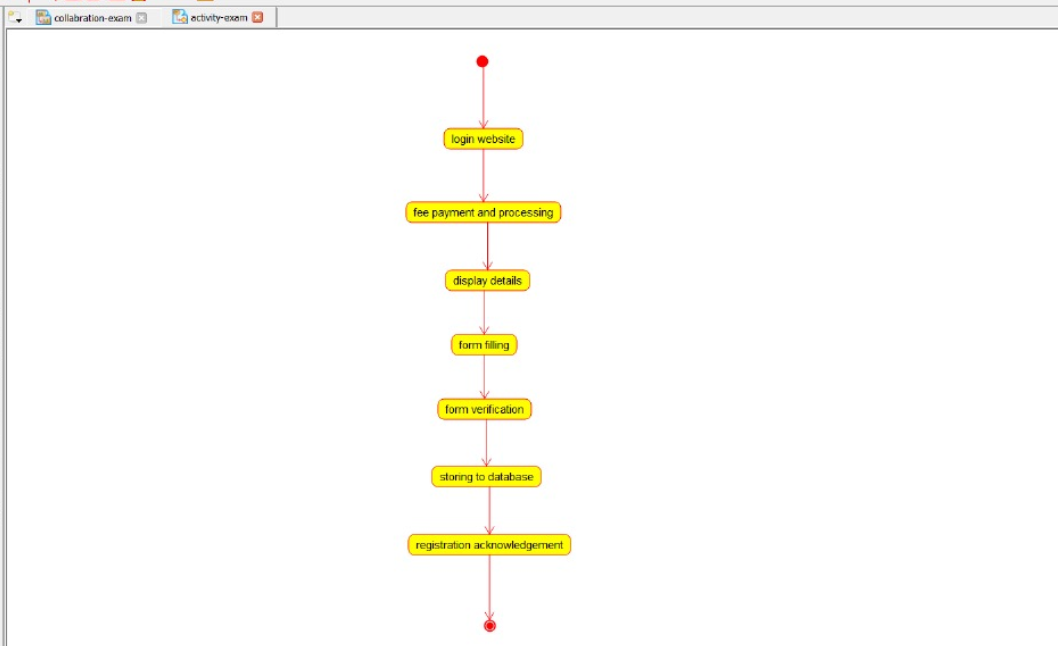 collabration-exam
activity-exam
login website
fee payment and processing
display details
form filling
form verification
storing to database
registration acknowledgement